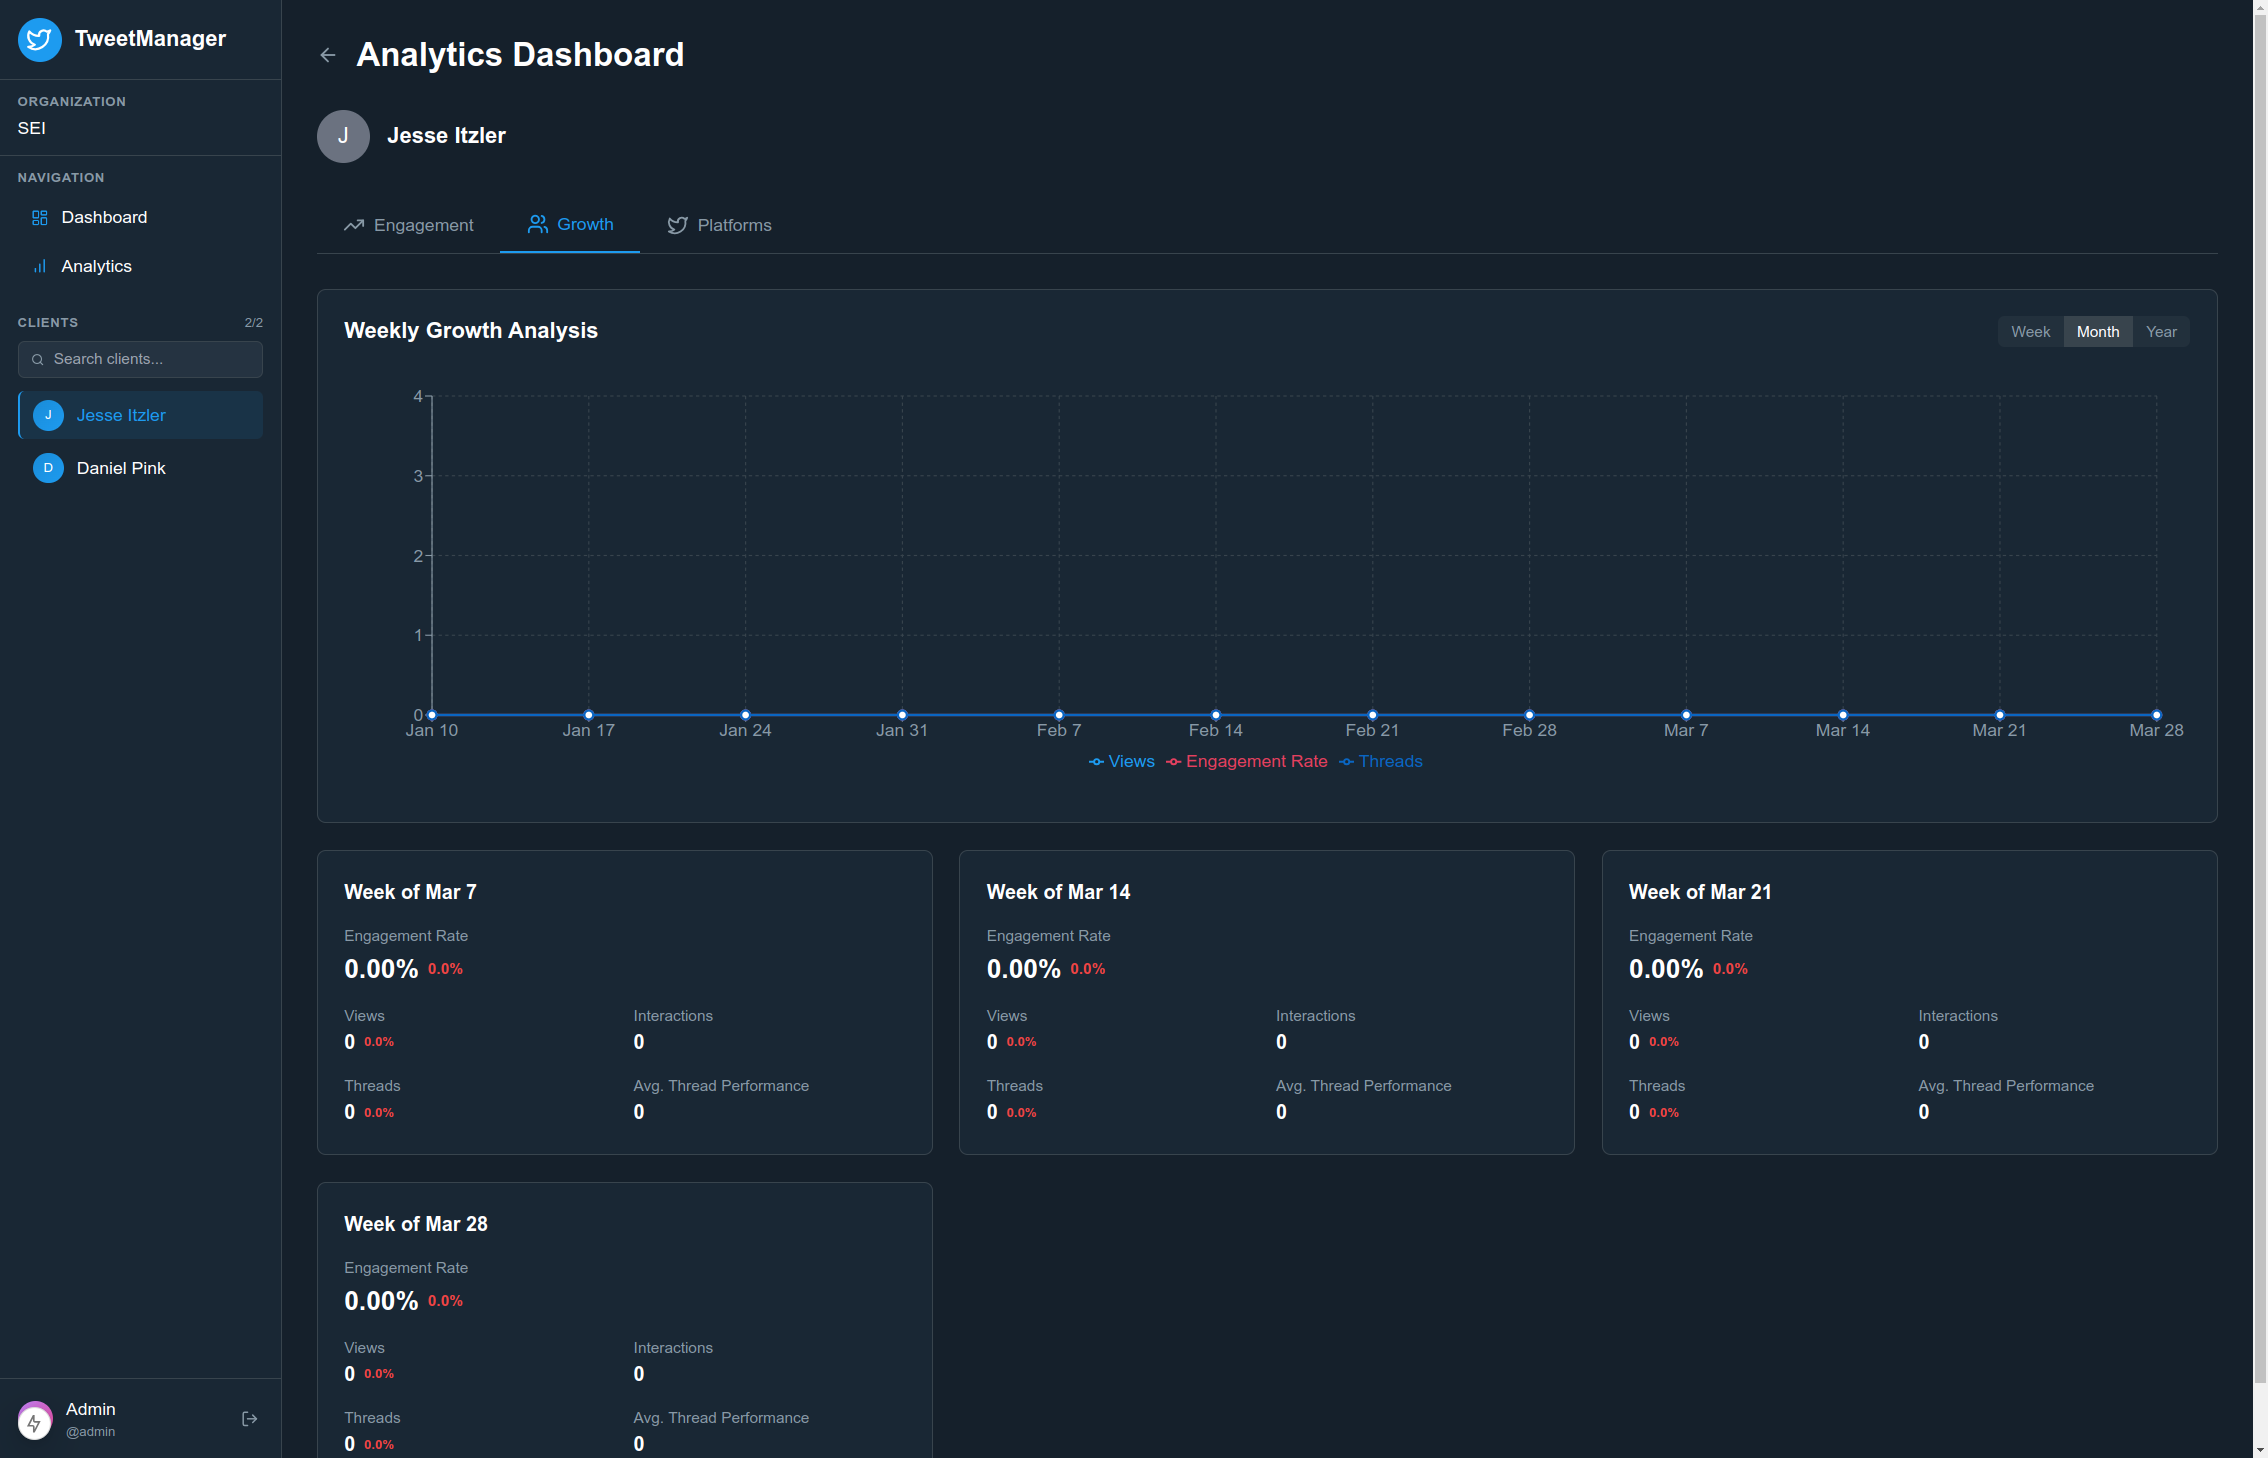 TweetManager
ORGANIZATION
SEI
NAVIGATION
Dashboard
Analytics
CLIENTS 2/2
Search clients...
J Jesse Itzler
D Daniel Pink
Admin
@admin
Analytics Dashboard
J Jesse Itzler
Engagement Growth Platforms
Weekly Growth Analysis
Week Month Year
4
3
2
1
0
Jan 10 Jan 17 Jan 24 Jan 31 Feb 7 Feb 14 Feb 21 Feb 28 Mar 7 Mar 14 Mar 21 Mar 28
Views Engagement Rate Threads
Week of Mar 7
Engagement Rate
0.00% 0.0%
Views Interactions
0 0.0% 0
Threads Avg. Thread Performance
0 0.0% 0
Week of Mar 14
Engagement Rate
0.00% 0.0%
Views Interactions
0 0.0% 0
Threads Avg. Thread Performance
0 0.0% 0
Week of Mar 21
Engagement Rate
0.00% 0.0%
Views Interactions
0 0.0% 0
Threads Avg. Thread Performance
0 0.0% 0
Week of Mar 28
Engagement Rate
0.00% 0.0%
Views Interactions
0 0.0% 0
Threads Avg. Thread Performance
0 0.0% 0